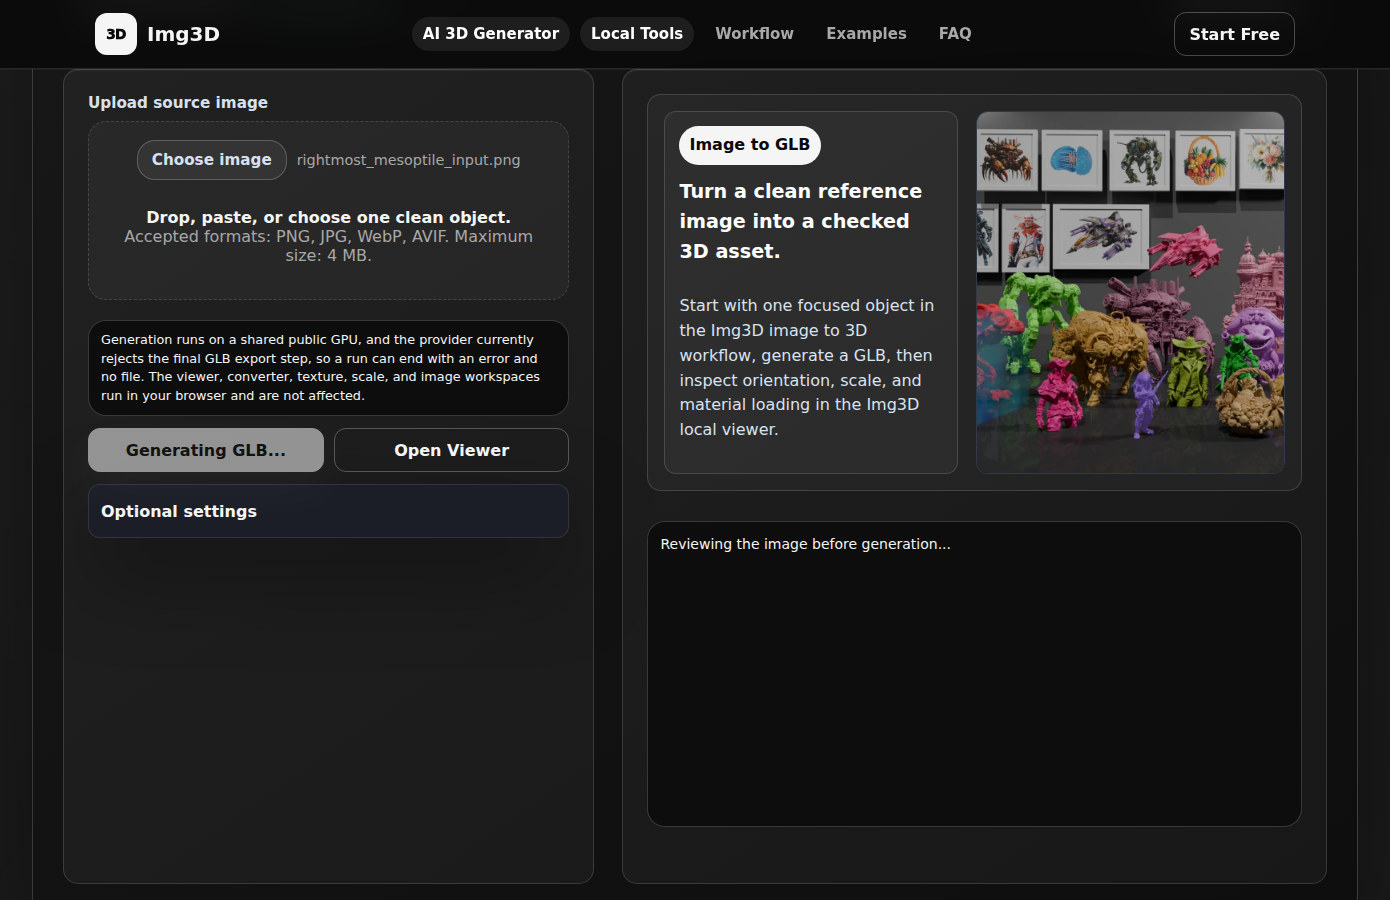 3D Img3D
AI 3D Generator
Local Tools
Workflow
Examples
FAQ
Start Free
Upload source image
Choose image rightmost_mesoptile_input.png
Drop, paste, or choose one clean object.
Accepted formats: PNG, JPG, WebP, AVIF. Maximum
size: 4 MB.
Generation runs on a shared public GPU, and the provider currently
rejects the final GLB export step, so a run can end with an error and
no file. The viewer, converter, texture, scale, and image workspaces
run in your browser and are not affected.
Generating GLB...
Open Viewer
Optional settings
Image to GLB
Turn a clean reference
image into a checked
3D asset.
Start with one focused object in
the Img3D image to 3D
workflow, generate a GLB, then
inspect orientation, scale, and
material loading in the Img3D
local viewer.
Reviewing the image before generation...